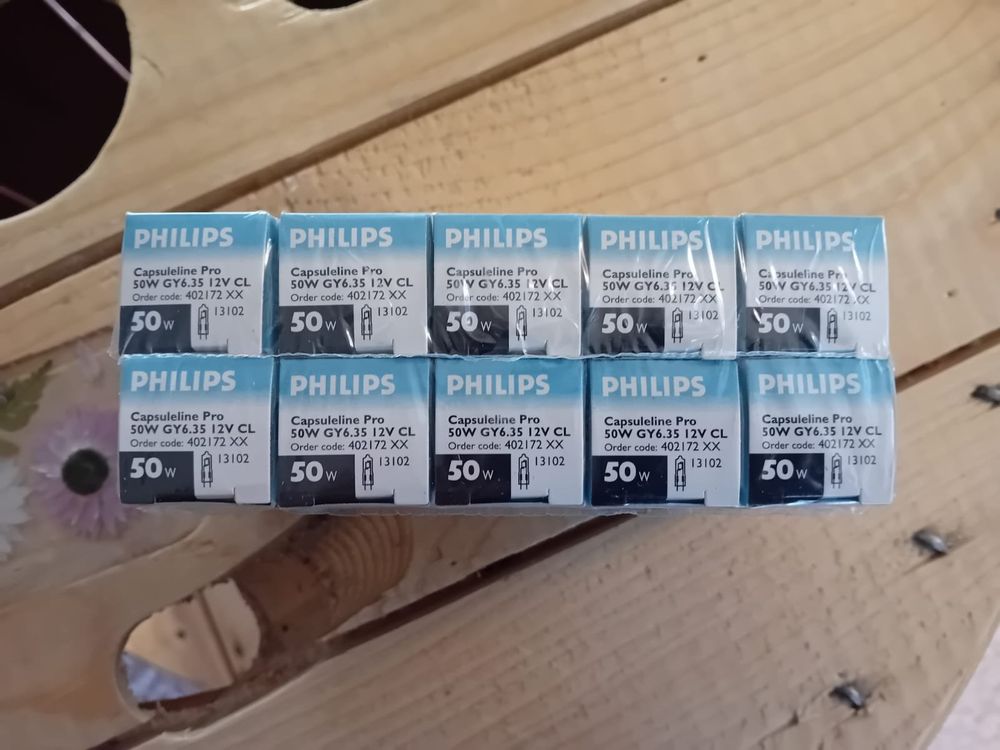 PHILIPS
Capsuleline Pro
50W GY6.35 12V CL
Order code: 402172 XX
50W
13102
PHILIPS
Capsuleline Pro
50W GY6.35 12V CL
Order code: 402172 XX
50W
13102
PHILIPS
Capsuleline Pro
50W GY6.35 12V CL
Order code: 402172 XX
50W
13102
PHILIPS
Capsuleline Pro
50W GY6.35 12V CL
Order code: 402172 XX
50W
13102
PHILIPS
Capsuleline Pro
50W GY6.35 12V CL
Order code: 402172 XX
50W
13102
PHILIPS
Capsuleline Pro
50W GY6.35 12V CL
Order code: 402172 XX
50W
13102
PHILIPS
Capsuleline Pro
50W GY6.35 12V CL
Order code: 402172 XX
50W
13102
PHILIPS
Capsuleline Pro
50W GY6.35 12V CL
Order code: 402172 XX
50W
13102
PHILIPS
Capsuleline Pro
50W GY6.35 12V CL
Order code: 402172 XX
50W
13102
PHILIPS
Capsuleline Pro
50W GY6.35 12V CL
Order code: 402172 XX
50W
13102